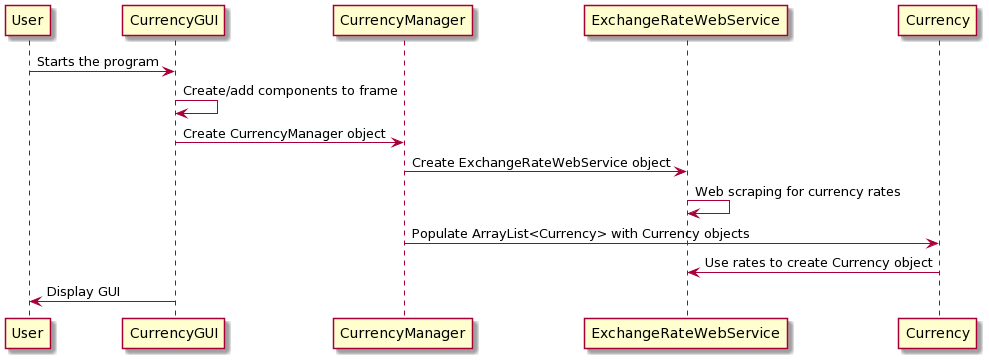 User CurrencyGUI CurrencyManager ExchangeRateWebService Currency
Starts the program
Create/add components to frame
Create CurrencyManager object
Create ExchangeRateWebService object
Web scraping for currency rates
Populate ArrayList<Currency> with Currency objects
Use rates to create Currency object
Display GUI
User CurrencyGUI CurrencyManager ExchangeRateWebService Currency